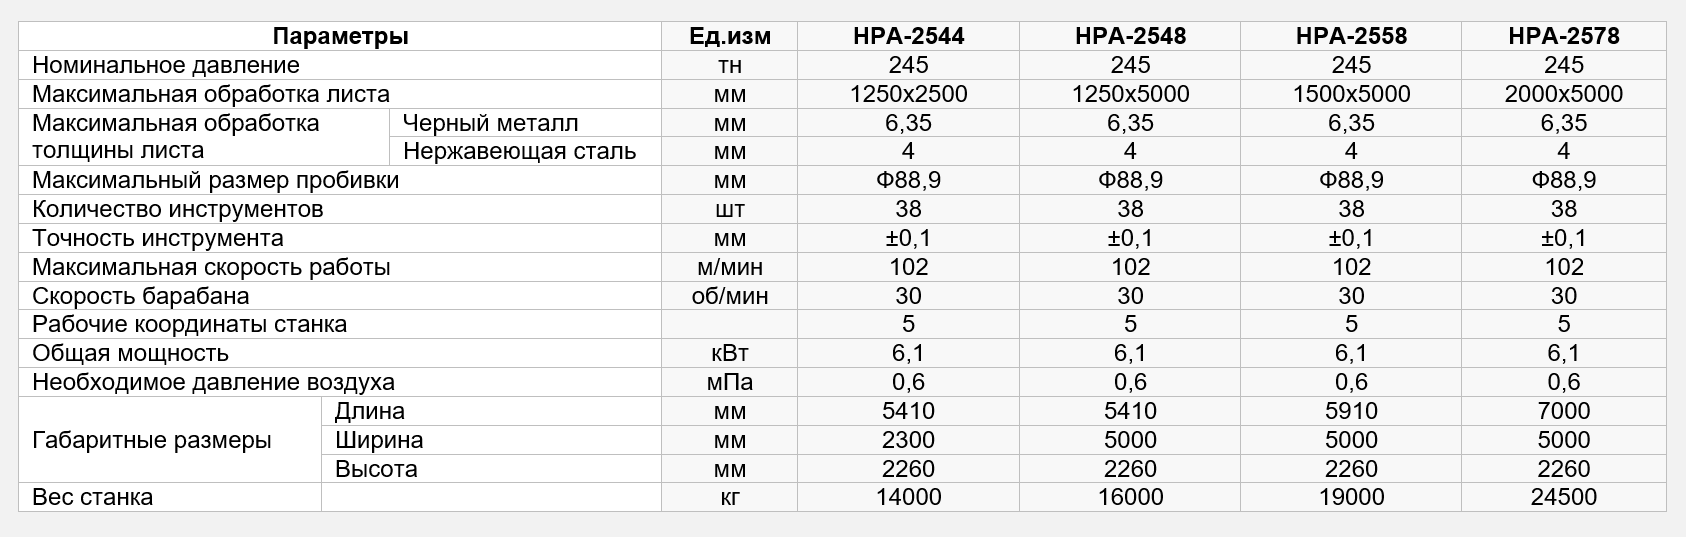 Параметры Ед.изм HPA-2544 HPA-2548 HPA-2558 HPA-2578
Номинальное давление тн 245 245 245 245
Максимальная обработка листа мм 1250x2500 1250x5000 1500x5000 2000x5000
Максимальная обработка толщины листа Черный металл мм 6,35 6,35 6,35 6,35
Нержавеющая сталь мм 4 4 4 4
Максимальный размер пробивки мм Ф88,9 Ф88,9 Ф88,9 Ф88,9
Количество инструментов шт 38 38 38 38
Точность инструмента мм ±0,1 ±0,1 ±0,1 ±0,1
Максимальная скорость работы м/мин 102 102 102 102
Скорость барабана об/мин 30 30 30 30
Рабочие координаты станка 5 5 5 5
Общая мощность кВт 6,1 6,1 6,1 6,1
Необходимое давление воздуха мПа 0,6 0,6 0,6 0,6
Габаритные размеры Длина мм 5410 5410 5910 7000
Ширина мм 2300 5000 5000 5000
Высота мм 2260 2260 2260 2260
Вес станка кг 14000 16000 19000 24500